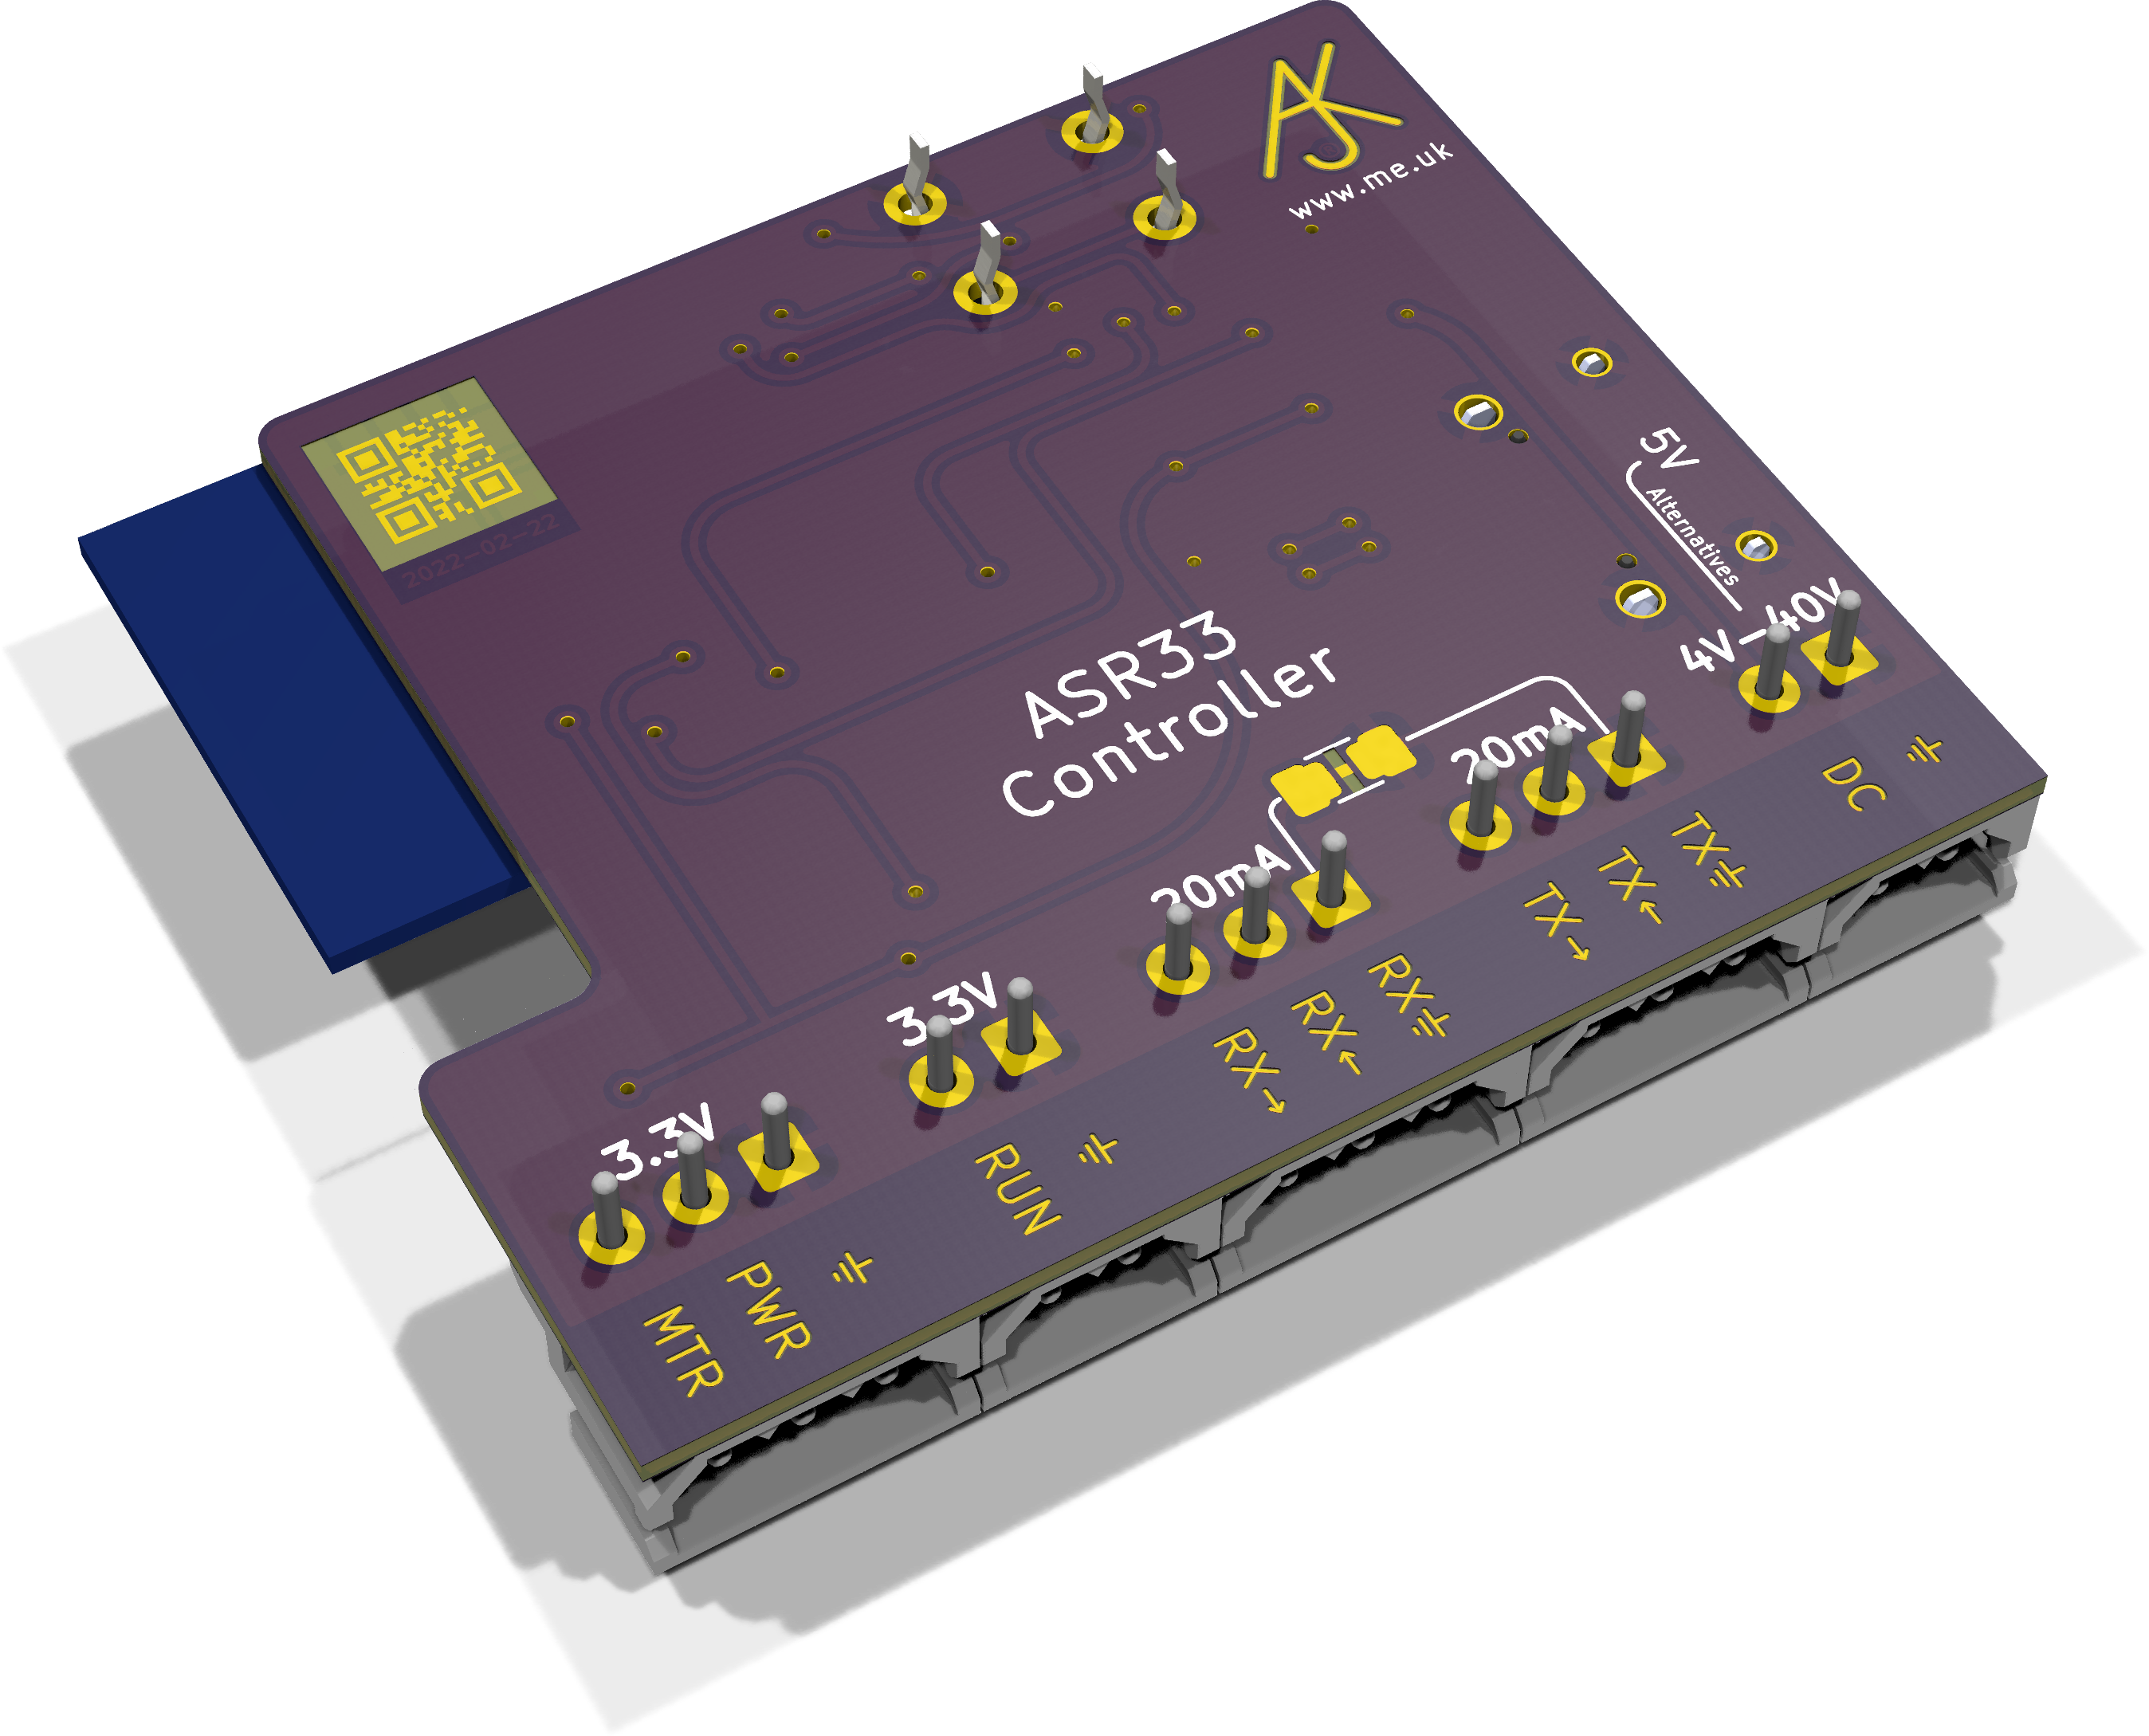 AJK
www.me.uk
2022-02-22
5V
Alternatives
4V-40V
ASR33
Controller
20mA
20mA
3.3V
3.3V
DC
TX
TX
TX
RX
RX
RX
RUN
PWR
MTR